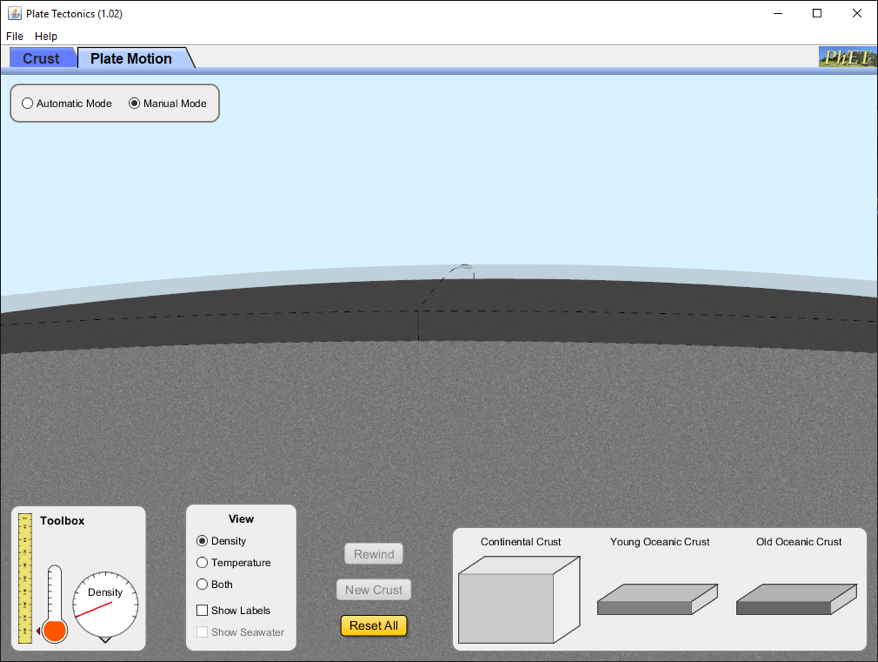 Plate Tectonics (1.02)
File Help
Crust Plate Motion
PhET
Automatic Mode Manual Mode
Toolbox
Density
View
Density
Temperature
Both
Show Labels
Show Seawater
Rewind
New Crust
Reset All
Continental Crust Young Oceanic Crust Old Oceanic Crust